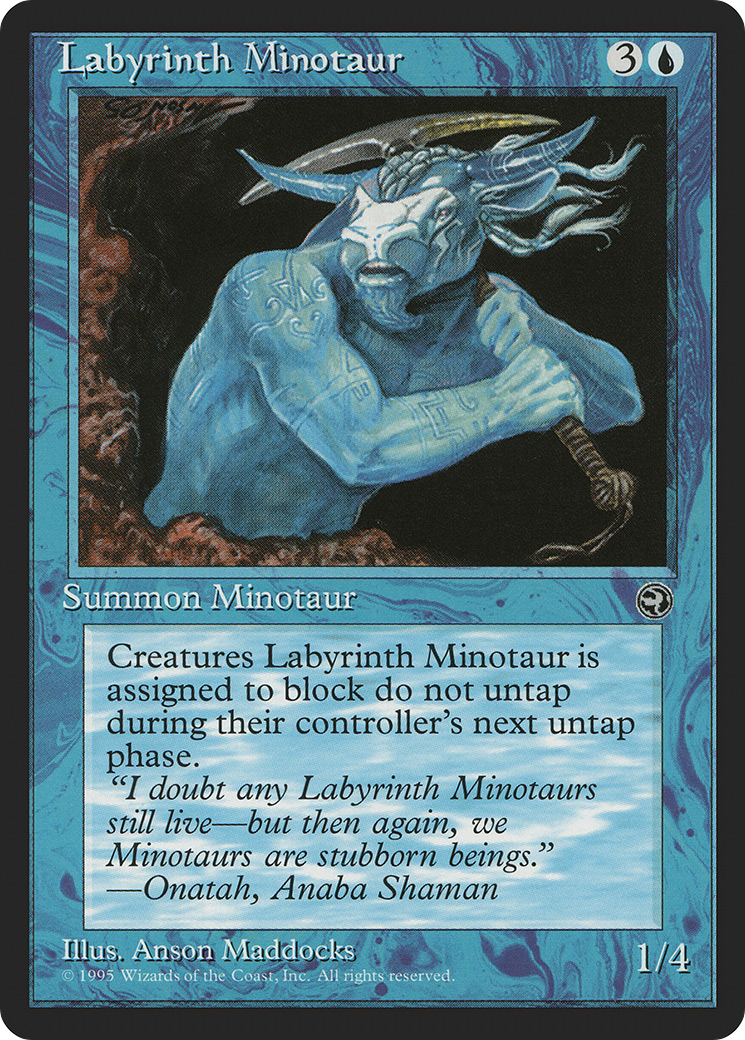 Labyrinth Minotaur
3
Summon Minotaur
Creatures Labyrinth Minotaur is
assigned to block do not untap
during their controller's next untap
phase.
“I doubt any Labyrinth Minotaurs
still live—but then again, we
Minotaurs are stubborn beings.”
—Onatah, Anaba Shaman
Illus. Anson Maddocks
1/4
© 1995 Wizards of the Coast, Inc. All rights reserved.